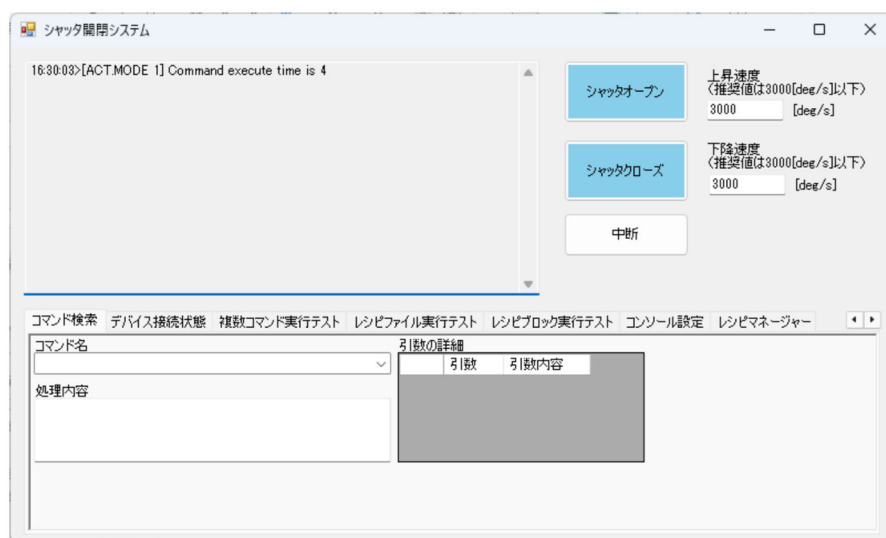 シャッタ開閉システム
16:30:03>[ACT.MODE 1] Command execute time is 4
シャッタオープン
上昇速度
(推奨値は3000[deg/s]以下)
3000 [deg/s]
シャッタクローズ
下降速度
(推奨値は3000[deg/s]以下)
3000 [deg/s]
中断
コマンド検索 デバイス接続状態 複数コマンド実行テスト レシピファイル実行テスト レシピブロック実行テスト コンソール設定 レシピマネージャー
コマンド名
引数の詳細
引数 引数内容
処理内容